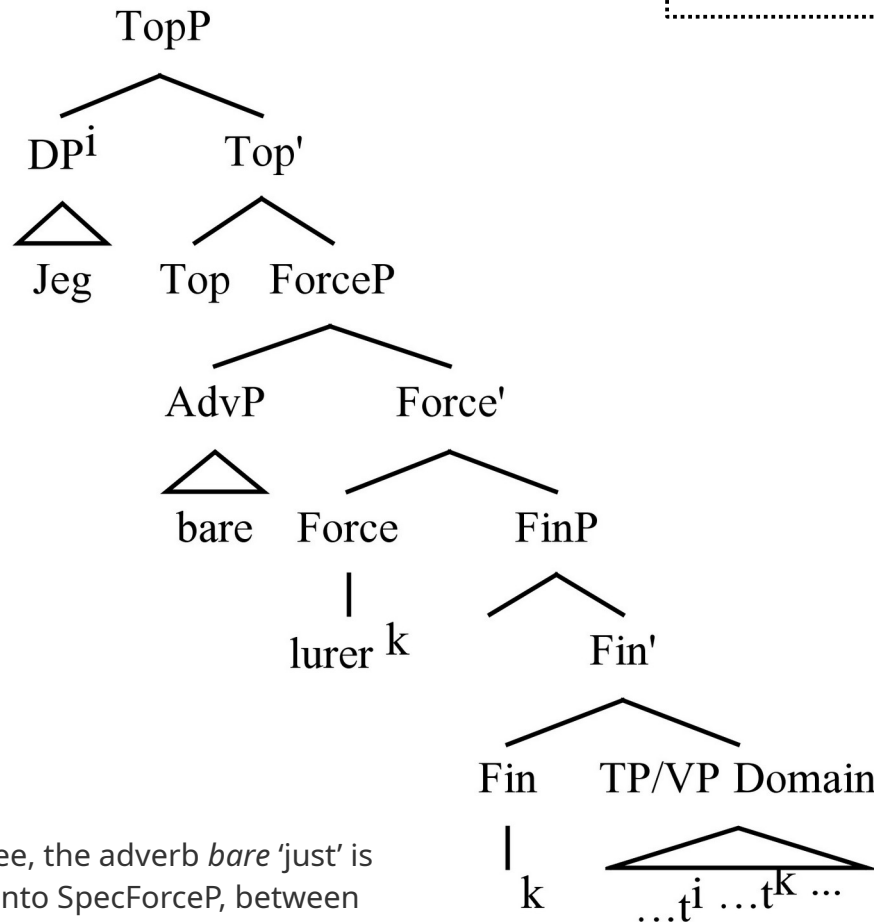 TopP
DPⁱ Top'
Jeg Top ForceP
AdvP Force'
bare Force FinP
lurer ᵏ Fin'
Fin TP/VP Domain
ee, the adverb bare ‘just’ is
nto SpecForceP, between
k …tⁱ …tᵏ ...